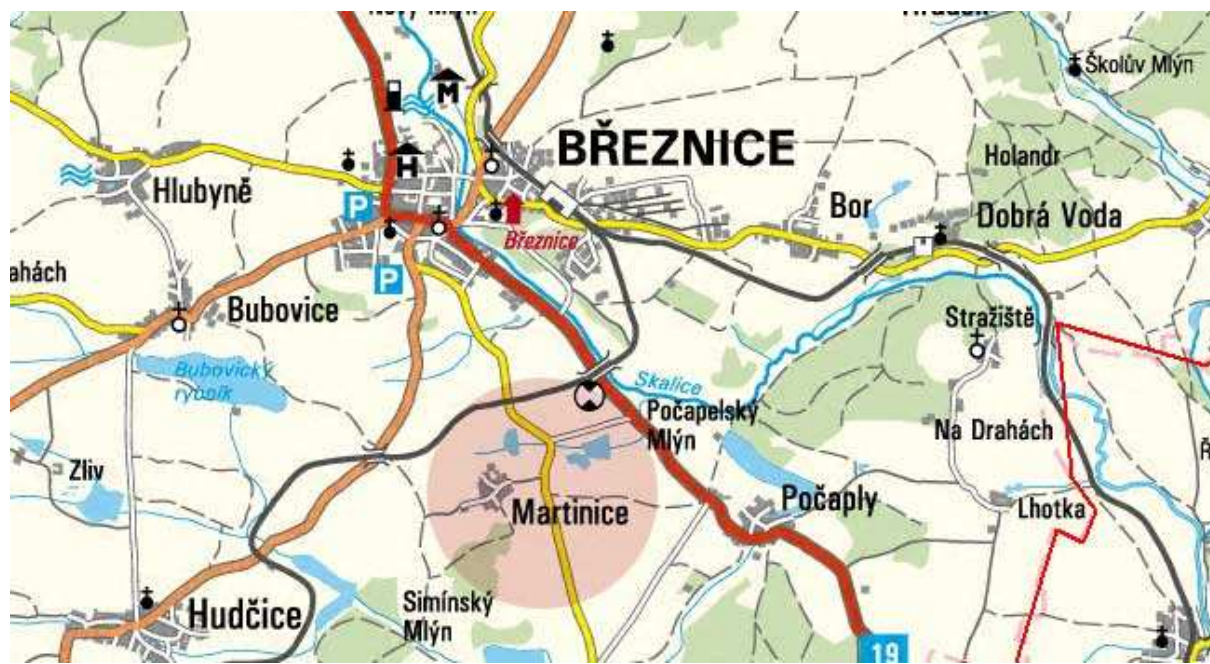 Školův Mlýn
BŘEZNICE
H
M
Holandr
Hlubyně
P
Bor
Dobrá Voda
Březnice
P
Bubovice
Stražiště
Bubovický
rybník
Skalice
Počapelský
Mlýn
Na Drahách
Zliv
Martinice
Počaply
Lhotka
Simínský
Mlýn
Hudčice
19